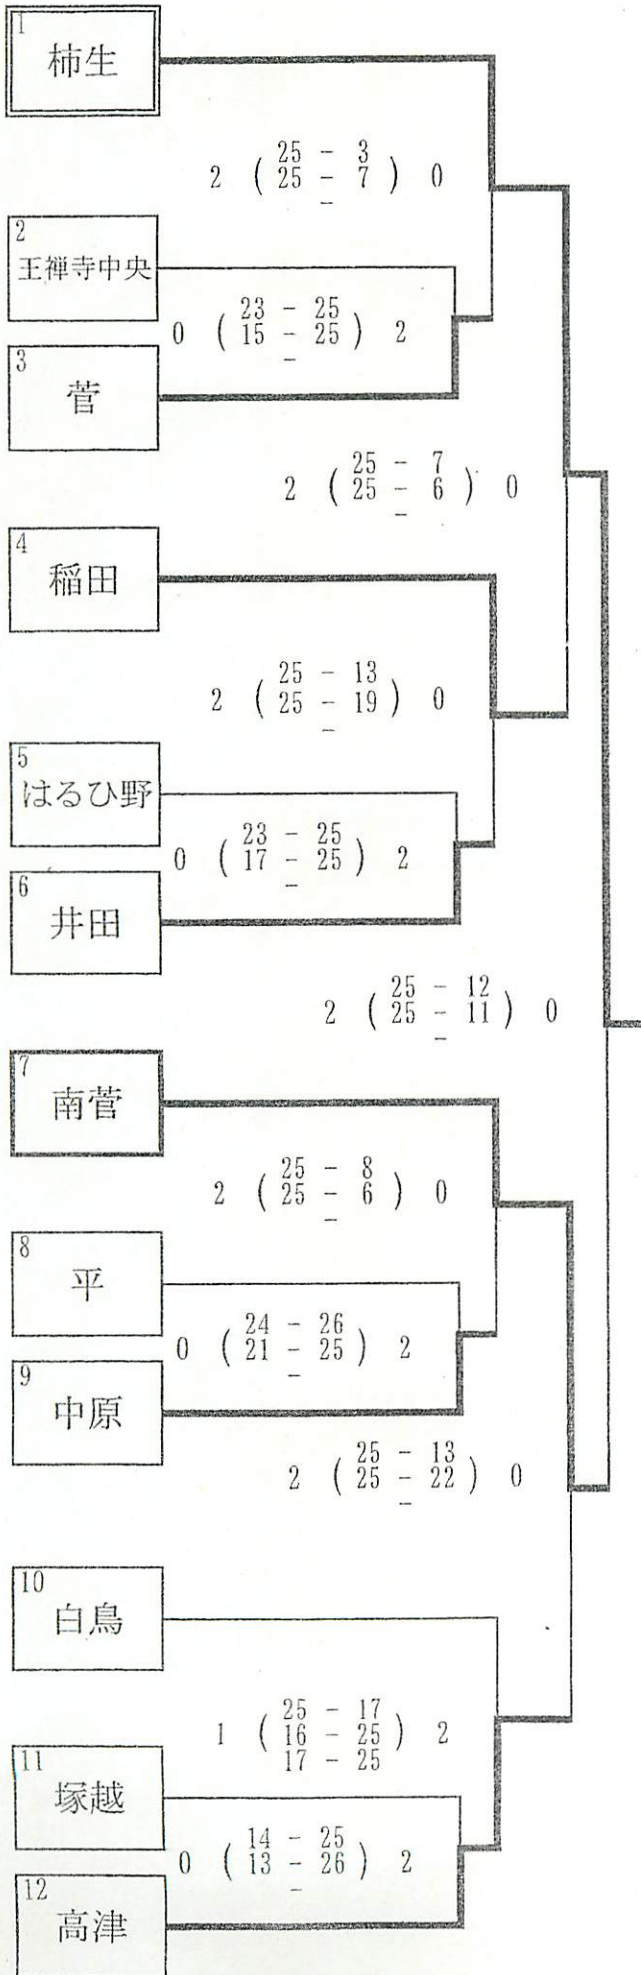 1
柿生
25 - 3
2 ( 25 - 7 ) 0
-
2
王禅寺中央
23 - 25
0 ( 15 - 25 ) 2
-
3
菅
25 - 7
2 ( 25 - 6 ) 0
-
4
稲田
25 - 13
2 ( 25 - 19 ) 0
-
5
はるひ野
23 - 25
0 ( 17 - 25 ) 2
-
6
井田
25 - 12
2 ( 25 - 11 ) 0
-
7
南菅
25 - 8
2 ( 25 - 6 ) 0
-
8
平
24 - 26
0 ( 21 - 25 ) 2
-
9
中原
25 - 13
2 ( 25 - 22 ) 0
-
10
白鳥
25 - 17
1 ( 16 - 25 ) 2
17 - 25
11
塚越
14 - 25
0 ( 13 - 26 ) 2
-
12
高津